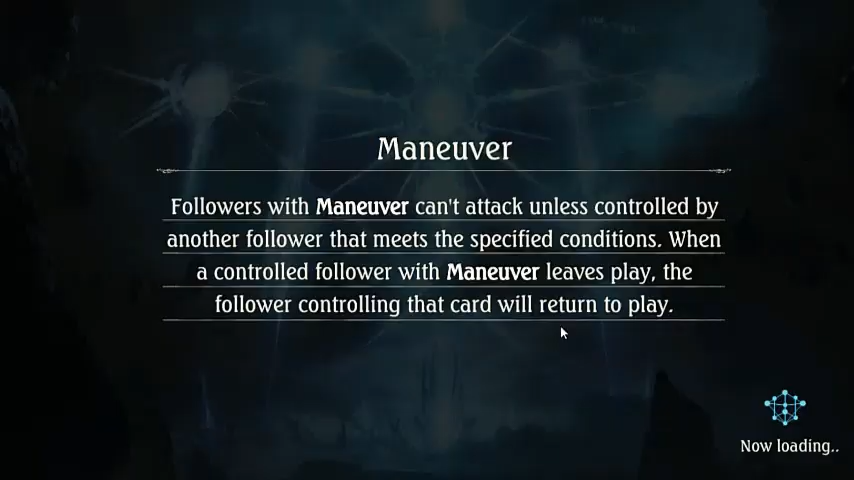 Maneuver
Followers with Maneuver can't attack unless controlled by
another follower that meets the specified conditions. When
a controlled follower with Maneuver leaves play, the
follower controlling that card will return to play.
Now loading..